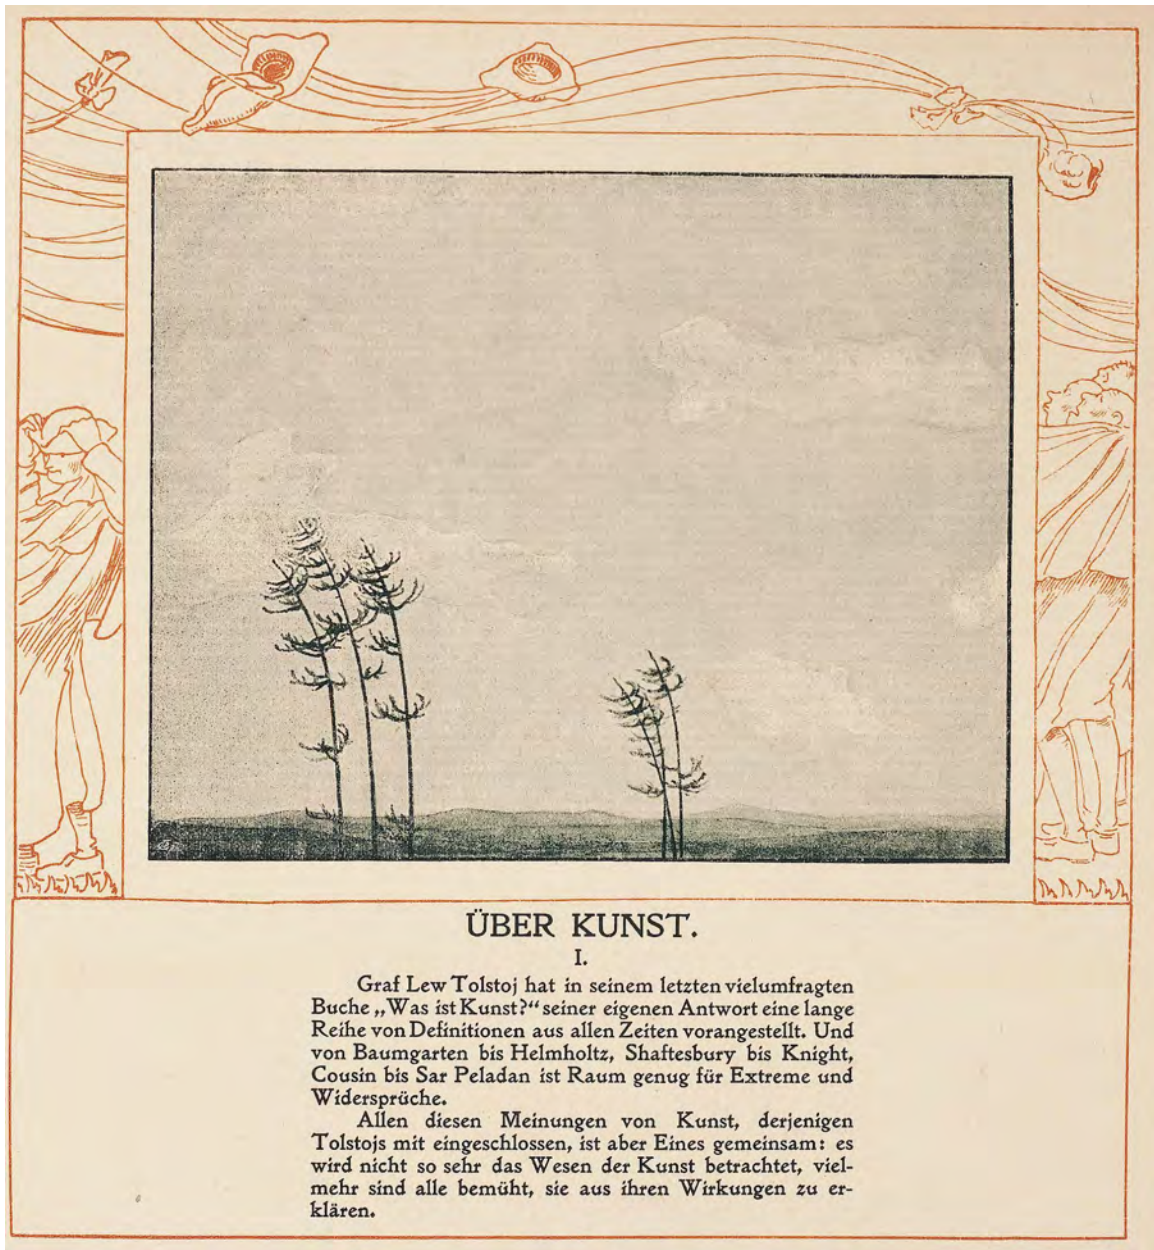 ÜBER KUNST.
I.
Graf Lew Tolstoj hat in seinem letzten vielumfragten
Buche „Was ist Kunst?“ seiner eigenen Antwort eine lange
Reihe von Definitionen aus allen Zeiten vorangestellt. Und
von Baumgarten bis Helmholtz, Shaftesbury bis Knight,
Cousin bis Sar Peladan ist Raum genug für Extreme und
Widersprüche.
Allen diesen Meinungen von Kunst, derjenigen
Tolstojs mit eingeschlossen, ist aber Eines gemeinsam: es
wird nicht so sehr das Wesen der Kunst betrachtet, viel-
mehr sind alle bemüht, sie aus ihren Wirkungen zu er-
klären.